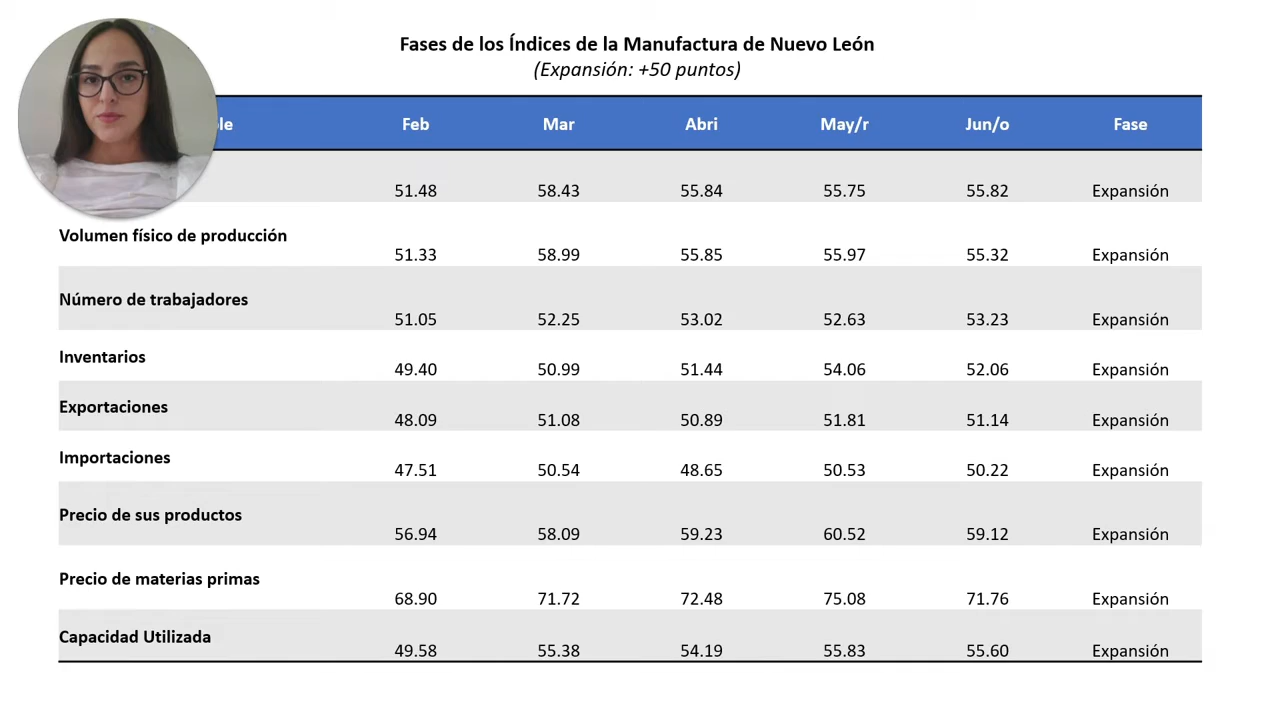 Fases de los Índices de la Manufactura de Nuevo León
(Expansión: +50 puntos)
Feb Mar Abri May/r Jun/o Fase
51.48 58.43 55.84 55.75 55.82 Expansión
Volumen físico de producción 51.33 58.99 55.85 55.97 55.32 Expansión
Número de trabajadores 51.05 52.25 53.02 52.63 53.23 Expansión
Inventarios 49.40 50.99 51.44 54.06 52.06 Expansión
Exportaciones 48.09 51.08 50.89 51.81 51.14 Expansión
Importaciones 47.51 50.54 48.65 50.53 50.22 Expansión
Precio de sus productos 56.94 58.09 59.23 60.52 59.12 Expansión
Precio de materias primas 68.90 71.72 72.48 75.08 71.76 Expansión
Capacidad Utilizada 49.58 55.38 54.19 55.83 55.60 Expansión